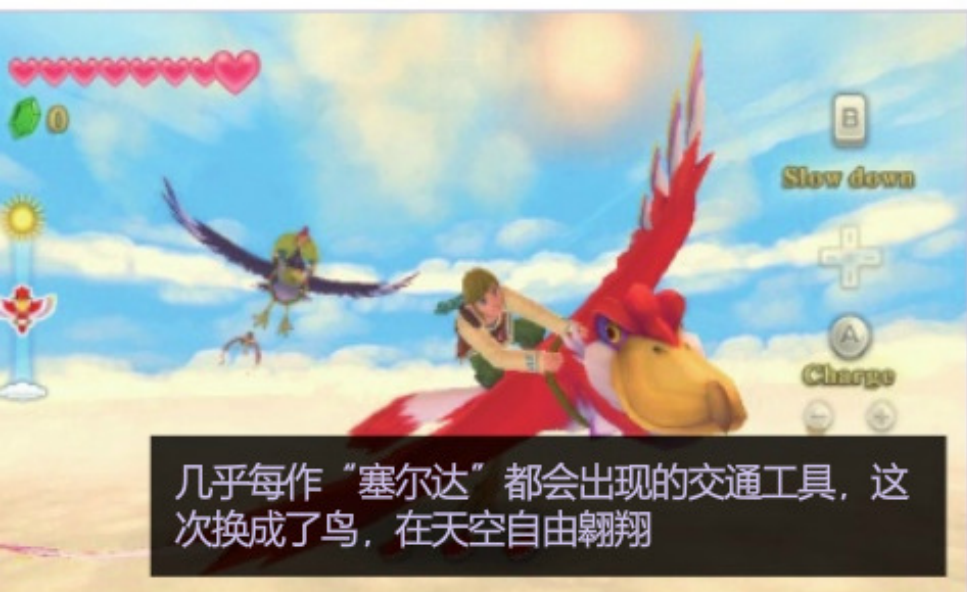 0
B
Slow down
A
Charge
- +
几乎每作“塞尔达”都会出现的交通工具，这
次换成了鸟，在天空自由翱翔